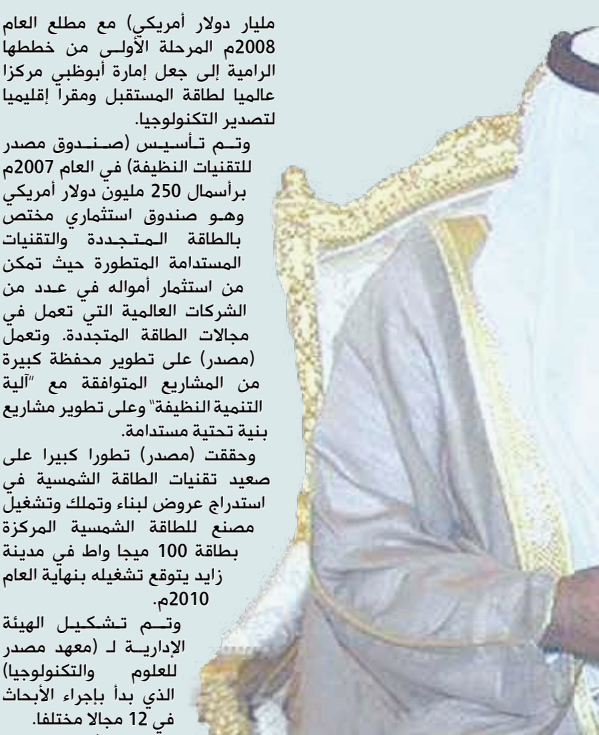 مليار دولار أمريكي) مع مطلع العام
2008م المرحلة الأولى من خططها
الرامية إلى جعل إمارة أبوظبي مركزا
عالميا لطاقة المستقبل ومقرا إقليميا
لتصدير التكنولوجيا.
وتم تأسيس (صندوق مصدر
للتقنيات النظيفة) في العام 2007م
برأسمال 250 مليون دولار أمريكي
وهو صندوق استثماري مختص
بالطاقة المتجددة والتقنيات
المستدامة المتطورة حيث تمكن
من استثمار أمواله في عدد من
الشركات العالمية التي تعمل في
مجالات الطاقة المتجددة. وتعمل
(مصدر) على تطوير محفظة كبيرة
من المشاريع المتوافقة مع "آلية
التنمية النظيفة" وعلى تطوير مشاريع
بنية تحتية مستدامة.
وحققت (مصدر) تطورا كبيرا على
صعيد تقنيات الطاقة الشمسية في
استدراج عروض لبناء وتملك وتشغيل
مصنع للطاقة الشمسية المركزة
بطاقة 100 ميجا واط في مدينة
زايد يتوقع تشغيله بنهاية العام
2010م.
وتم تشكيل الهيئة
الإدارية لـ (معهد مصدر
للعلوم والتكنولوجيا)
الذي بدأ بإجراء الأبحاث
في 12 مجالا مختلفا.